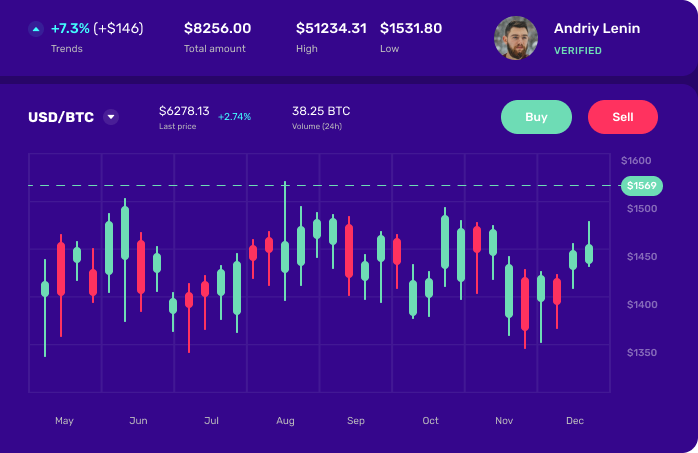 +7.3% (+$146)
Trends
$8256.00
Total amount
$51234.31
High
$1531.80
Low
Andriy Lenin
VERIFIED
USD/BTC
$6278.13 +2.74%
Last price
38.25 BTC
Volume (24h)
Buy
Sell
$1600
$1569
$1500
$1450
$1400
$1350
May Jun Jul Aug Sep Oct Nov Dec